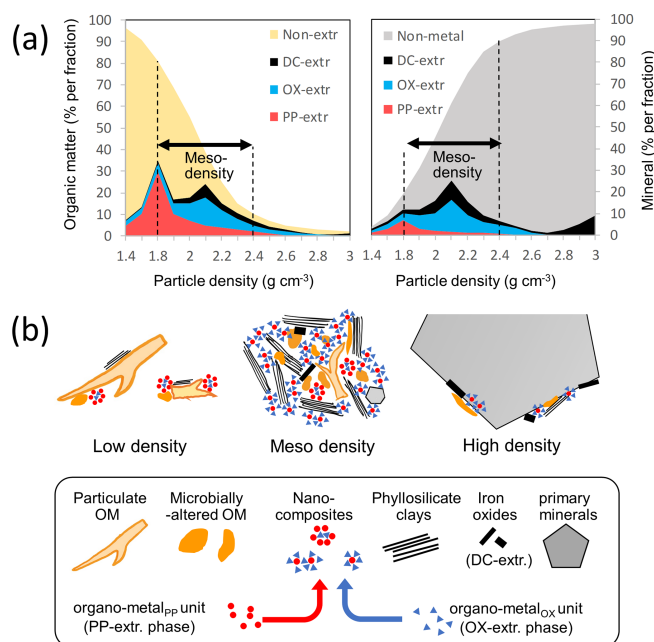 (a)
Organic matter (% per fraction)
100
90
80
70
60
50
40
30
20
10
0
Non-extr
DC-extr
OX-extr
PP-extr
Meso-
density
1.4 1.8 2 2.2 2.4 2.6 2.8 3
Particle density (g cm-3)
Non-metal
DC-extr
OX-extr
PP-extr
Meso-
density
1.4 1.8 2 2.2 2.4 2.6 2.8 3
Particle density (g cm-3)
100
90
80
70
60
50
40
30
20
10
0
Mineral (% per fraction)
(b)
Low density
Meso density
High density
Particulate
OM
Microbially
-altered OM
Nano-
composites
Phyllosilicate
clays
Iron
oxides
(DC-extr.)
primary
minerals
organo-metalPP unit
(PP-extr. phase)
organo-metalOX unit
(OX-extr. phase)